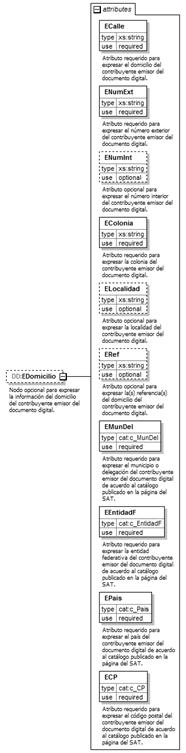 attributes
ECalle
type xs:string
use required
Atributo requerido para
expresar el domicilio del
contribuyente emisor del
documento digital.
ENumExt
type xs:string
use required
Atributo requerido para
expresar el número exterior
del contribuyente emisor del
documento digital.
ENumInt
type xs:string
use optional
Atributo opcional para
expresar el número interior
del contribuyente emisor del
documento digital.
EColonia
type xs:string
use required
Atributo requerido para
expresar la colonia del
contribuyente emisor del
documento digital.
ELocalidad
type xs:string
use optional
Atributo opcional para
expresar la localidad del
contribuyente emisor del
documento digital.
DD:EDomicilio
Nodo opcional para expresar
la información del domicilio
del contribuyente emisor del
documento digital.
ERef
type xs:string
use optional
Atributo opcional para
expresar la(s) referencia(s)
del domicilio del
contribuyente emisor del
documento digital.
EMunDel
type cat:c_MunDel
use required
Atributo requerido para
expresar el municipio o
delegación del contribuyente
emisor del documento digital
de acuerdo al catálogo
publicado en la página del
SAT.
EEntidadF
type cat:c_EntidadF
use required
Atributo requerido para
expresar la entidad
federativa del contribuyente
emisor del documento digital
de acuerdo al catálogo
publicado en la página del
SAT.
EPais
type cat:c_Pais
use required
Atributo requerido para
expresar el país del
contribuyente emisor del
documento digital de acuerdo
al catálogo publicado en la
página del SAT.
ECP
type cat:c_CP
use required
Atributo requerido para
expresar el código postal del
contribuyente emisor del
documento digital de acuerdo
al catálogo publicado en la
página del SAT.